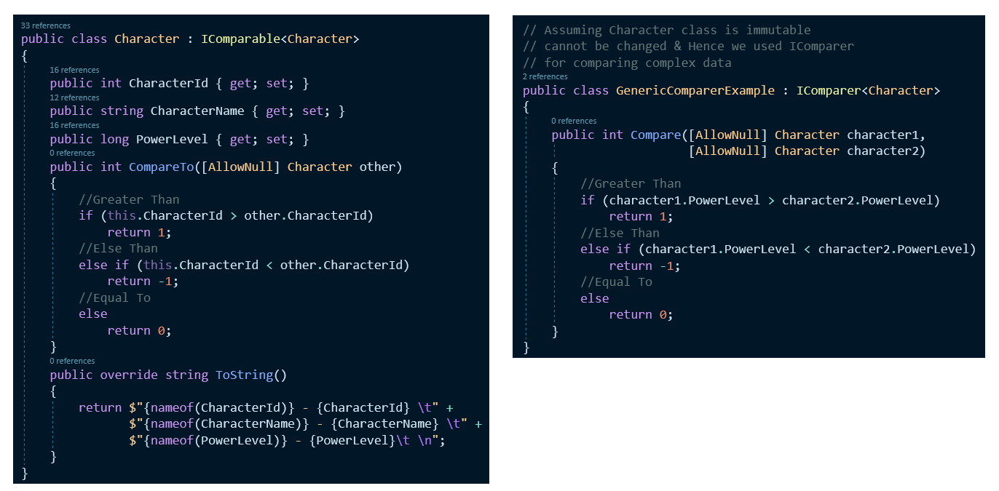 33 references
public class Character : IComparable<Character>
{
16 references
public int CharacterId { get; set; }
12 references
public string CharacterName { get; set; }
16 references
public long PowerLevel { get; set; }
0 references
public int CompareTo([AllowNull] Character other)
{
//Greater Than
if (this.CharacterId > other.CharacterId)
return 1;
//Else Than
else if (this.CharacterId < other.CharacterId)
return -1;
//Equal To
else
return 0;
}
0 references
public override string ToString()
{
return $"{nameof(CharacterId)} - {CharacterId} \t" +
$"{nameof(CharacterName)} - {CharacterName} \t" +
$"{nameof(PowerLevel)} - {PowerLevel}\t \n";
}
}
// Assuming Character class is immutable
// cannot be changed & Hence we used IComparer
// for comparing complex data
2 references
public class GenericComparerExample : IComparer<Character>
{
0 references
public int Compare([AllowNull] Character character1,
[AllowNull] Character character2)
{
//Greater Than
if (character1.PowerLevel > character2.PowerLevel)
return 1;
//Else Than
else if (character1.PowerLevel < character2.PowerLevel)
return -1;
//Equal To
else
return 0;
}
}